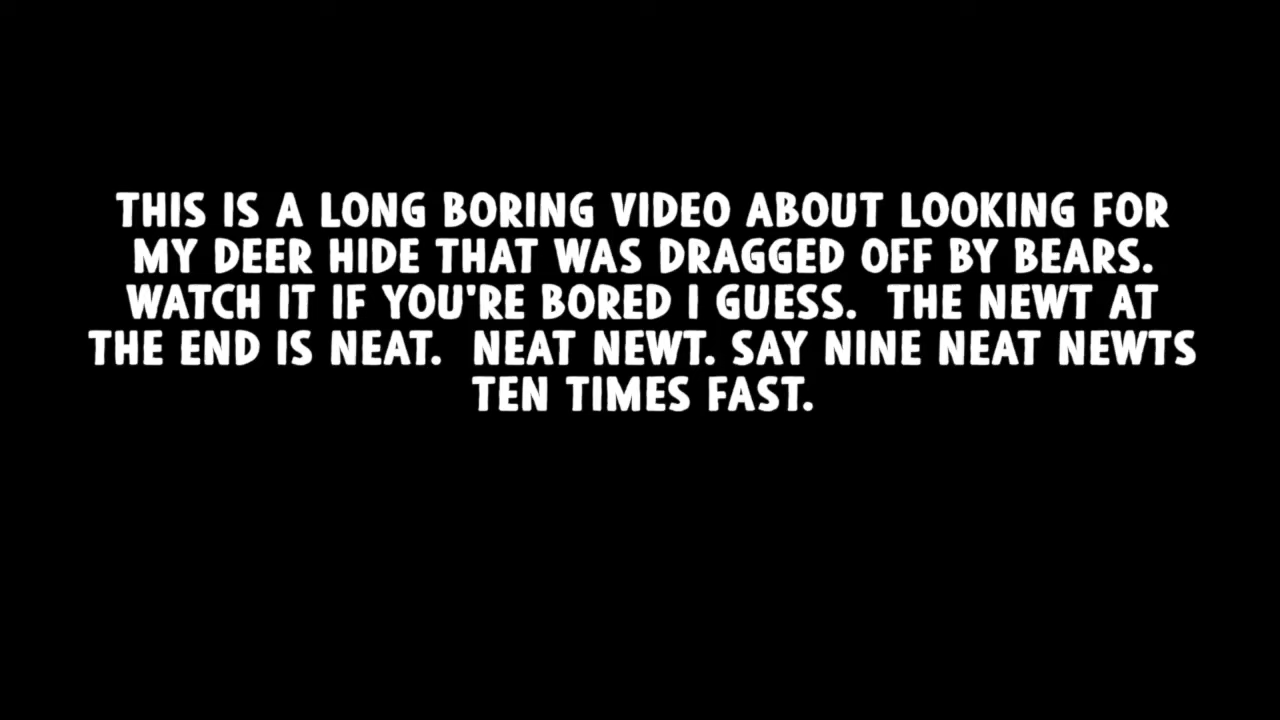 THIS IS A LONG BORING VIDEO ABOUT LOOKING FOR
MY DEER HIDE THAT WAS DRAGGED OFF BY BEARS.
WATCH IT IF YOU'RE BORED I GUESS.  THE NEWT AT
THE END IS NEAT.  NEAT NEWT. SAY NINE NEAT NEWTS
TEN TIMES FAST.